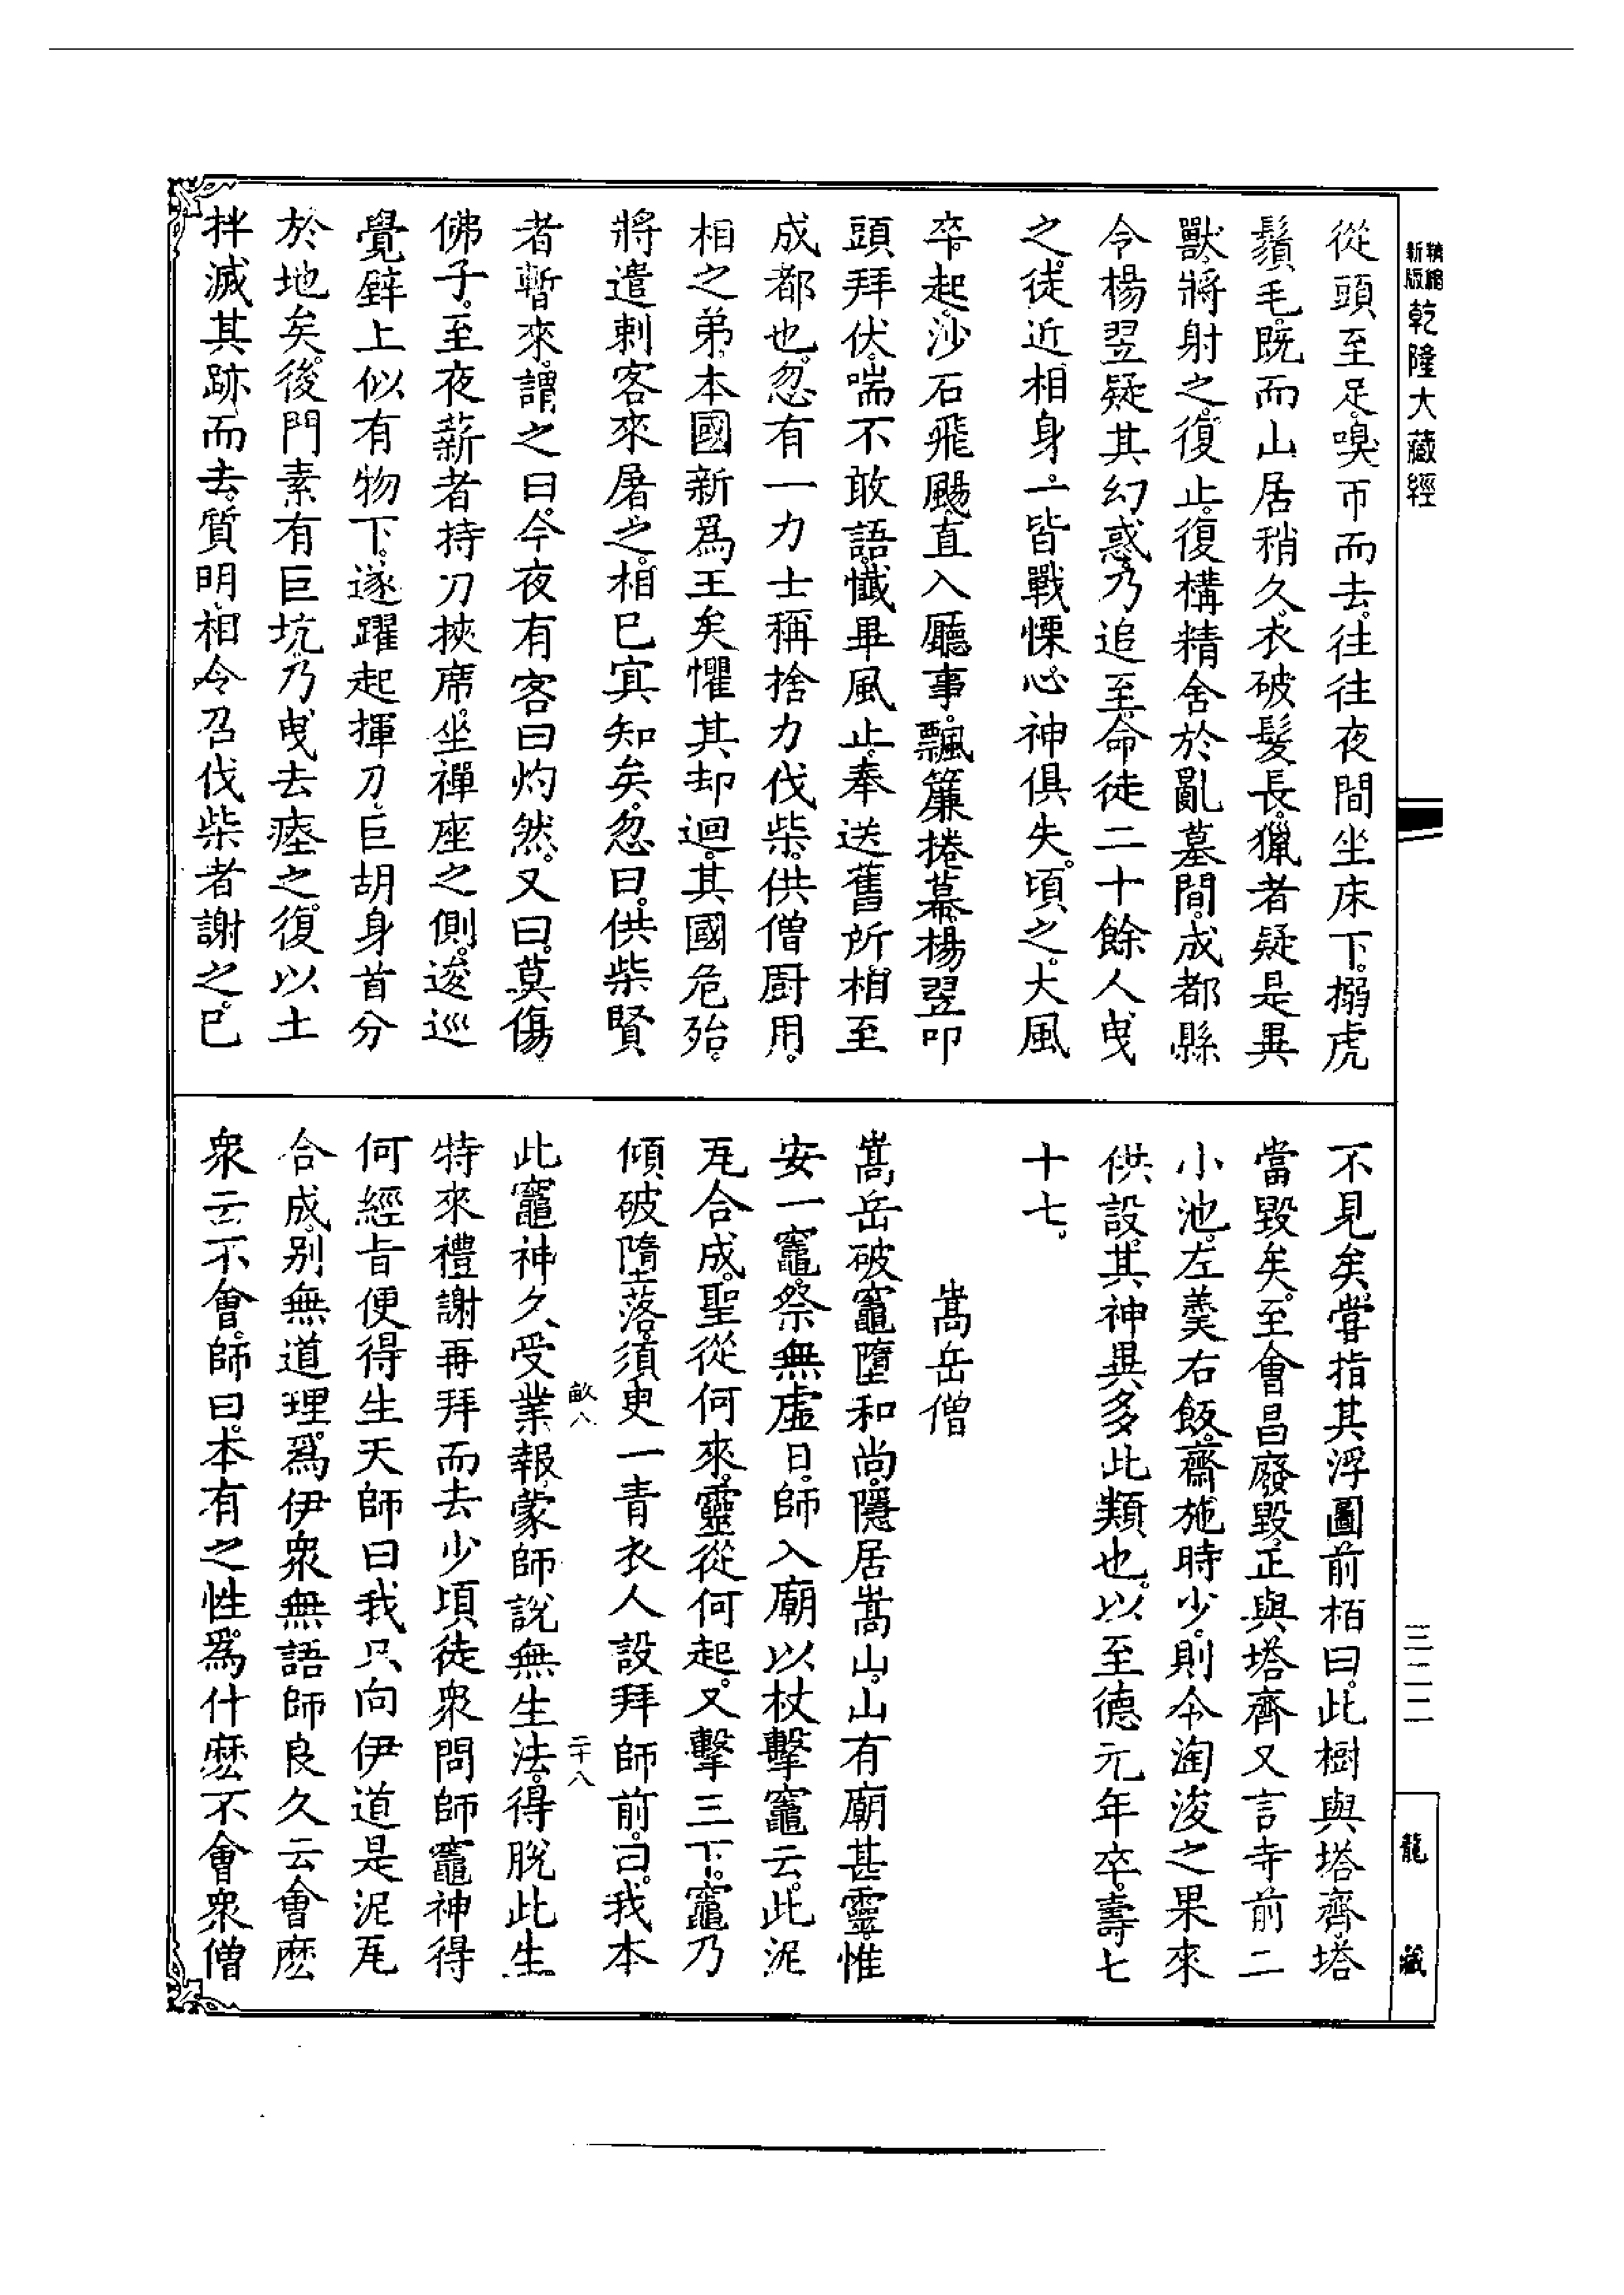 精縮新版乾隆大藏經
從頭至足。嗅帀而去。往往夜間坐床下。搦虎
鬚毛。既而山居稍久。衣破髮長。獵者疑是異
獸。將射之。復止。復構精舍於亂墓間。成都縣
令楊翌疑其幻惑。乃追至。命徒二十餘人曳
之。徒近相身。一皆戰慄。心神俱失。頃之。大風
卒起。沙石飛颺。直入廳事。飄簾捲幕。楊翌叩
頭拜伏。喘不敢語。懺畢風止。奉送舊所。相至
成都也。忽有一力士稱捨力伐柴。供僧厨用。
相之弟。本國新爲王矣。懼其却迴。其國危殆。
將遣刺客來屠之。相已㝠知矣。忽曰。供柴賢
者暫來。謂之曰。今夜有客曰灼然。又曰。莫傷
佛子。至夜薪者持刀挾席。坐禪座之側。逡巡
覺壁上似有物下。遂躍起揮刀。巨胡身首分
於地矣。後門素有巨坑。乃曳去瘞之。復以土
拌滅其跡而去。質明。相令召伐柴者謝之。已
不見矣。嘗指其浮圖前栢曰。此樹與塔齊。塔
當毀矣。至會昌廢毀。正與塔齊又言寺前二
小池。左羹右飯。齋施時少。則令淘浚之果來
供設。其神異多此類也。以至德元年卒。壽七
十七。
嵩岳僧
嵩岳破竈墮和尚。隱居嵩山。山有廟甚靈。惟
安一竈。祭無虛日。師入廟以杖擊竈云。此泥
瓦合成。聖從何來。靈從何起。又擊三下。竈乃
傾破墮落。須臾一青衣人設拜師前。曰。我本
畝八
二十八
此竈神久受業報。蒙師說無生法。得脫此生
特來禮謝再拜而去少頃徒衆問師竈神得
何經旨便得生天師曰我只向伊道是泥瓦
合成。別無道理。爲伊衆無語師良久云會麽
衆云不會。師曰。本有之性。爲什麽不會衆僧
三二二
龍藏